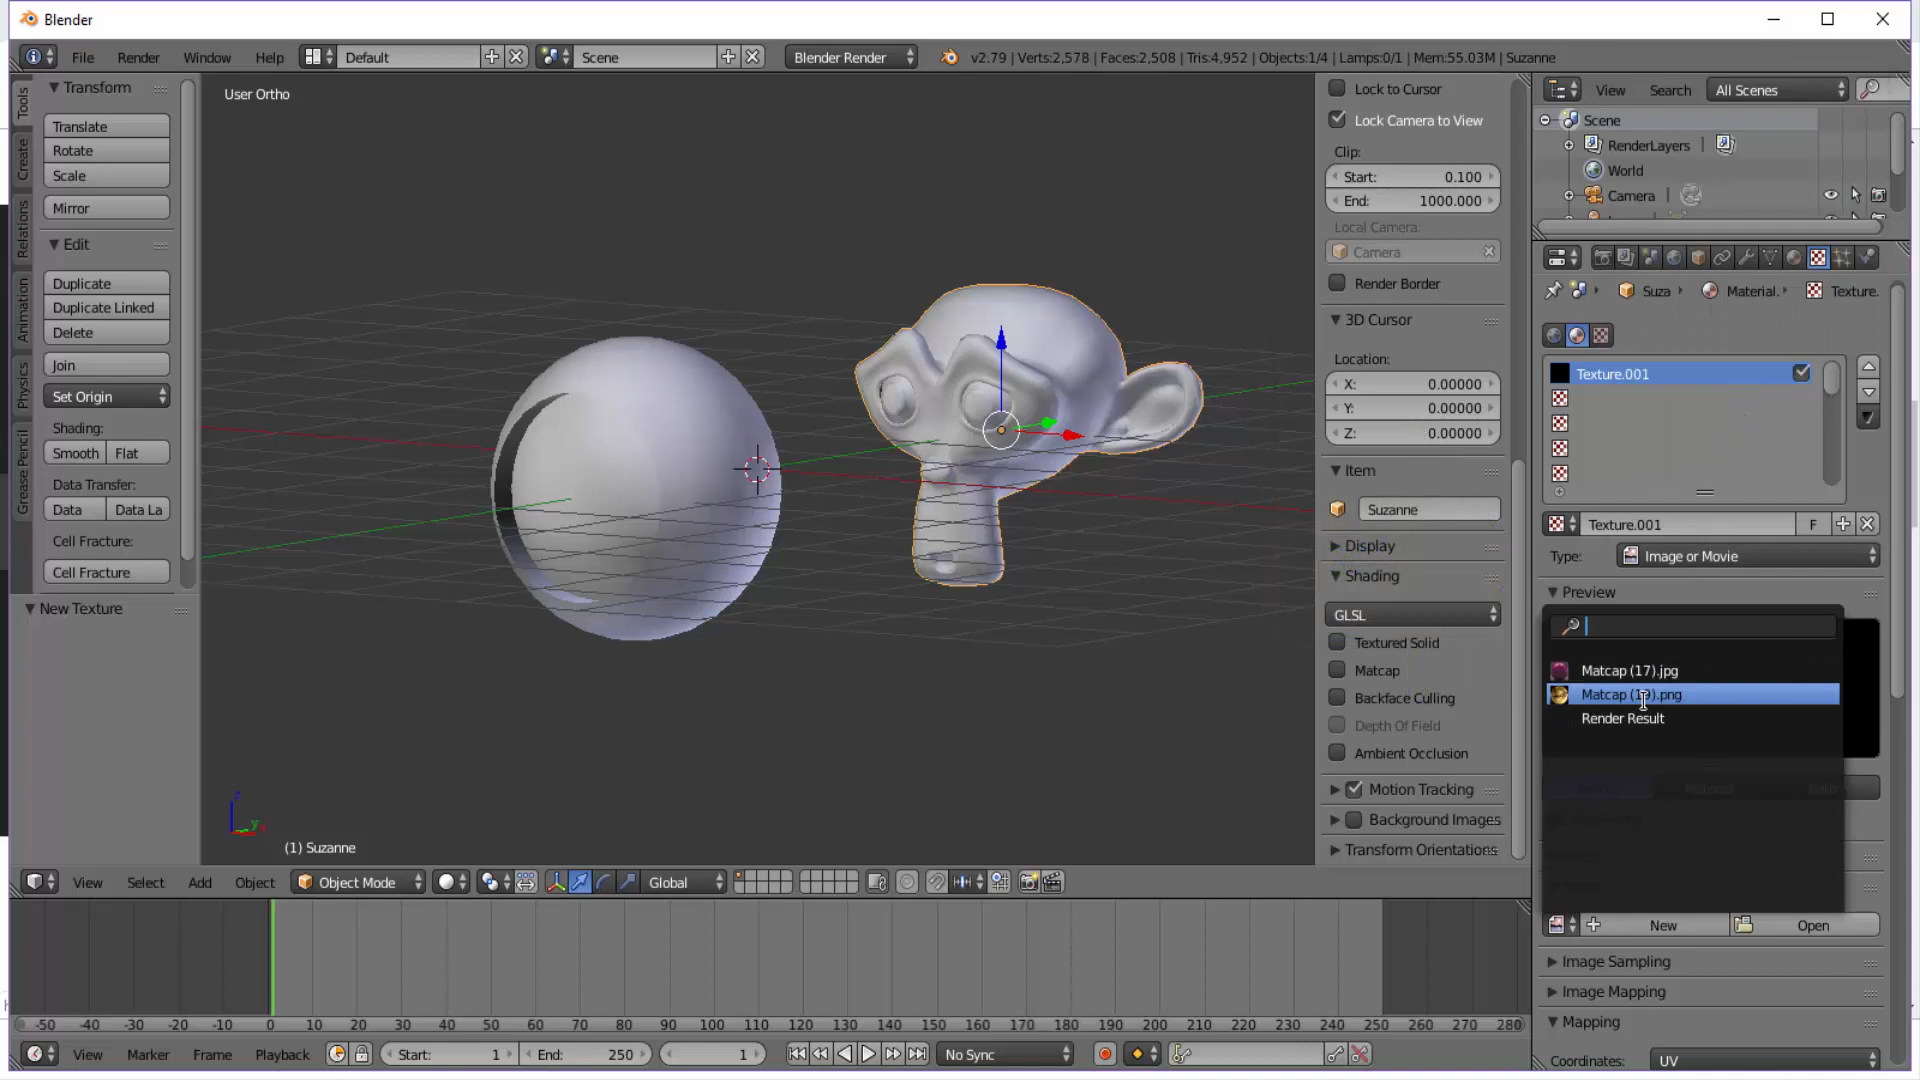 Blender
File Render Window Help Default Scene Blender Render v2.79 | Verts:2,578 | Faces:2,508 | Tris:4,952 | Objects:1/4 | Lamps:0/1 | Mem:55.03M | Suzanne
Tools
Create
Relations
Animation
Physics
Grease Pencil
Transform
Translate
Rotate
Scale
Mirror
Edit
Duplicate
Duplicate Linked
Delete
Join
Set Origin
Shading:
Smooth Flat
Data Transfer:
Data Data La
Cell Fracture:
Cell Fracture
New Texture
User Ortho
(1) Suzanne
Lock to Cursor
Lock Camera to View
Clip:
Start: 0.100
End: 1000.000
Local Camera:
Camera
Render Border
3D Cursor
Location:
X: 0.00000
Y: 0.00000
Z: 0.00000
Item
Suzanne
Display
Shading
GLSL
Textured Solid
Matcap
Backface Culling
Depth Of Field
Ambient Occlusion
Motion Tracking
Background Images
Transform Orientations
View Search All Scenes
Scene
RenderLayers
World
Camera
Suza Material. Texture.
Texture.001
Texture.001 F
Type: Image or Movie
Preview
Matcap (17).jpg
Matcap .png
Render Result
New Open
Image Sampling
Image Mapping
Mapping
Coordinates: UV
View Select Add Object Object Mode Global
-50 -40 -30 -20 -10 0 10 20 30 40 50 60 70 80 90 100 110 120 130 140 150 160 170 180 190 200 210 220 230 240 250 260 270 280
View Marker Frame Playback Start: 1 End: 250 1 No Sync